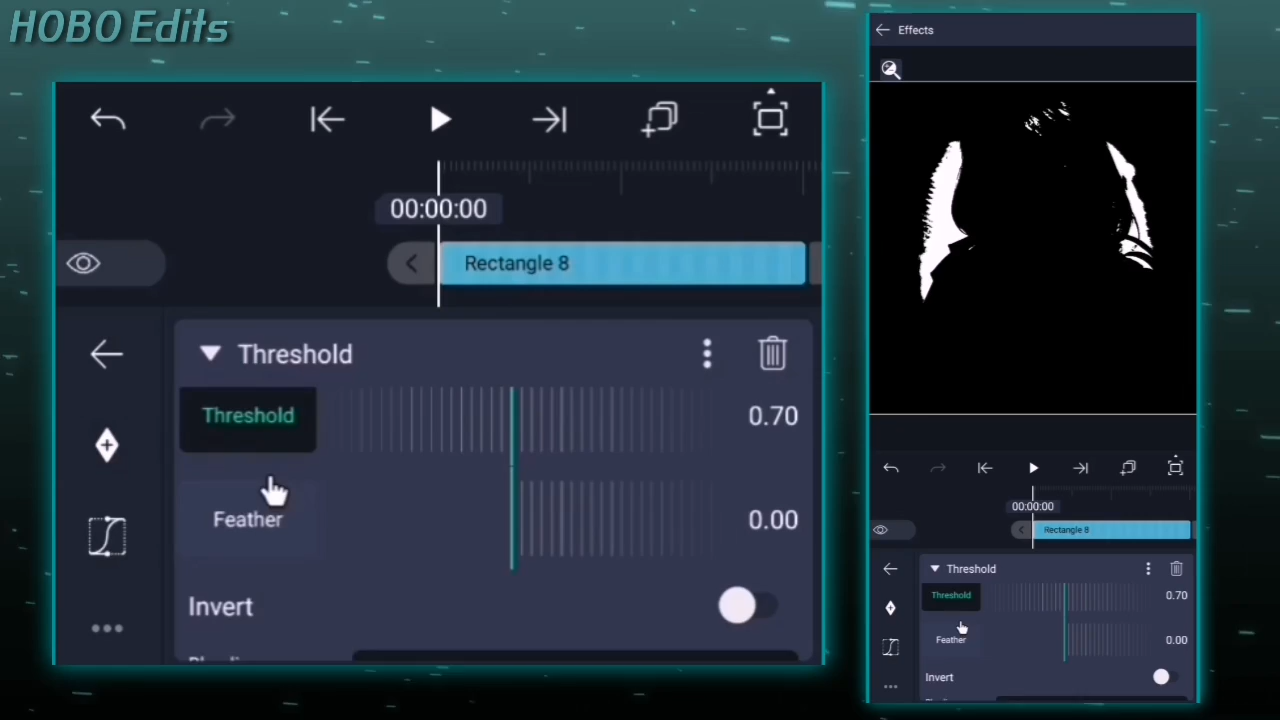 HOBO Edits
00:00:00
Rectangle 8
Threshold
Threshold 0.70
Feather 0.00
Invert
Effects
00:00:00
Rectangle 8
Threshold
Threshold 0.70
Feather 0.00
Invert